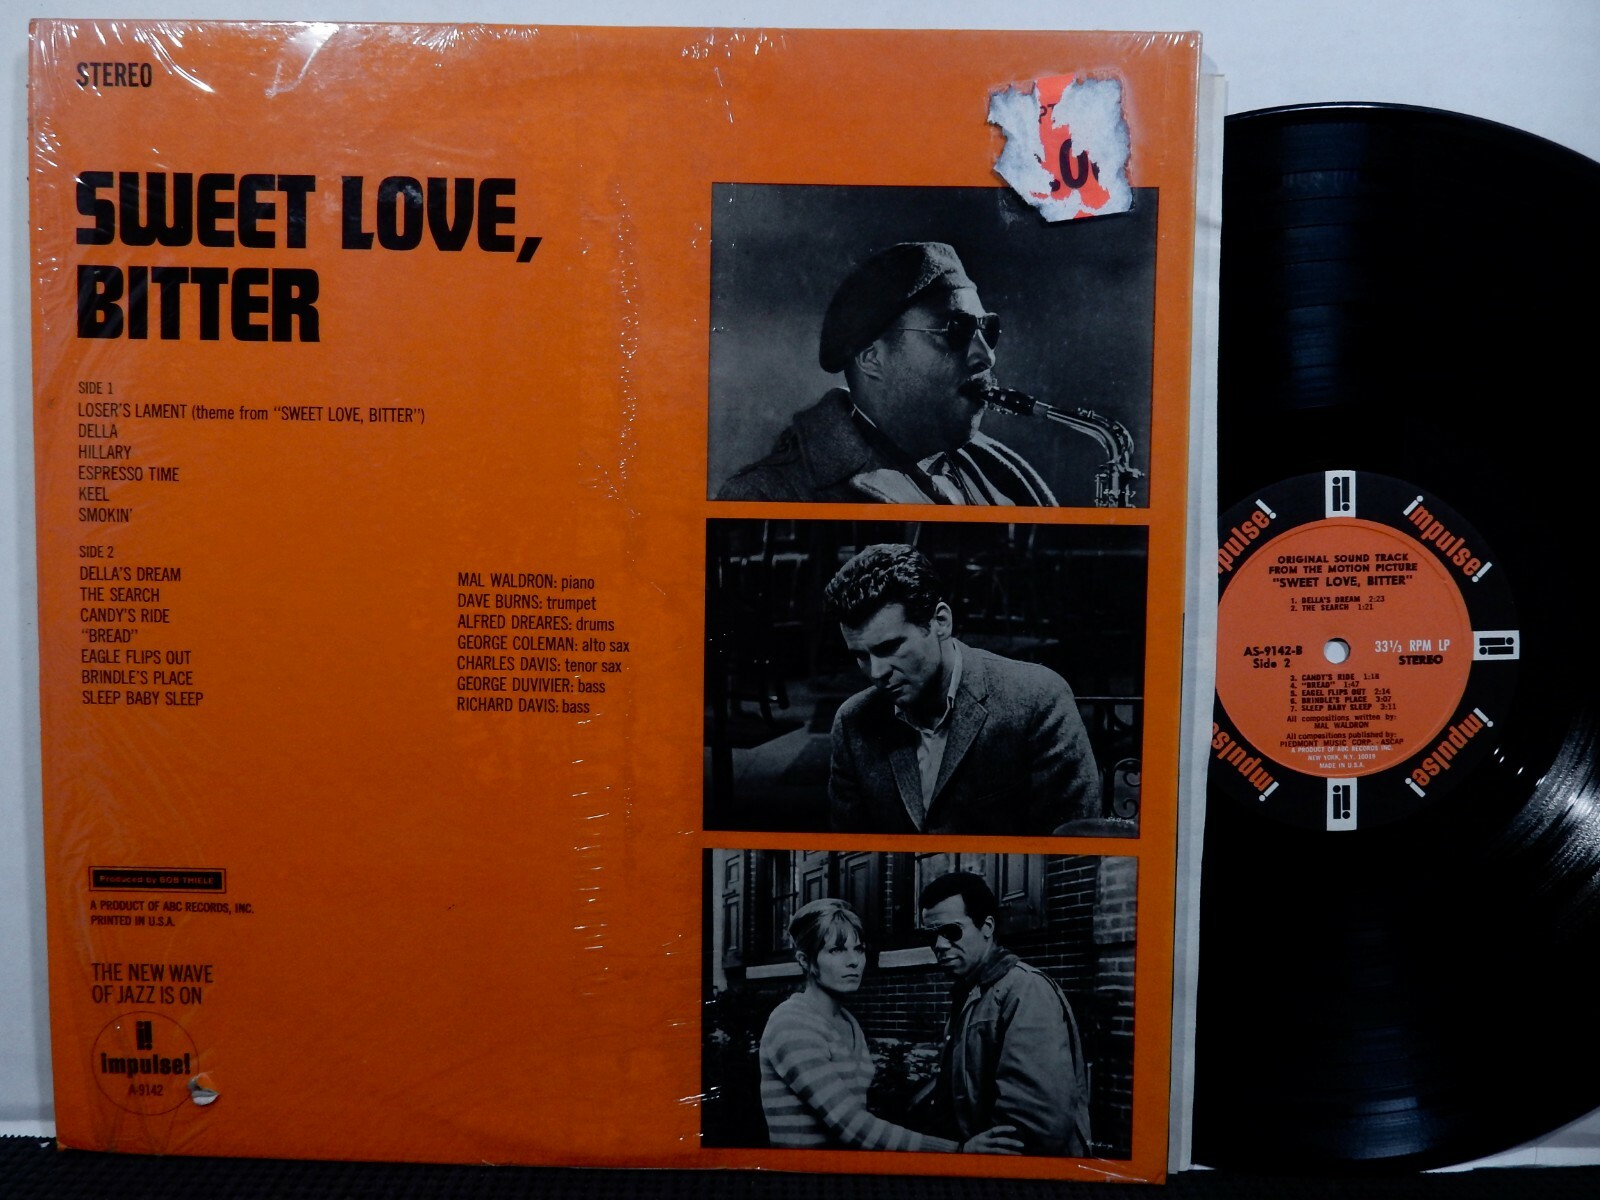 STEREO
SWEET LOVE,
BITTER
SIDE 1
LOSER'S LAMENT (theme from "SWEET LOVE, BITTER")
DELLA
HILLARY
ESPRESSO TIME
KEEL
SMOKIN'
SIDE 2
DELLA'S DREAM
THE SEARCH
CANDY'S RIDE
"BREAD"
EAGLE FLIPS OUT
BRINDLE'S PLACE
SLEEP BABY SLEEP
MAL WALDRON: piano
DAVE BURNS: trumpet
ALFRED DREARES: drums
GEORGE COLEMAN: alto sax
CHARLES DAVIS: tenor sax
GEORGE DUVIVIER: bass
RICHARD DAVIS: bass
Produced by BOB THIELE
A PRODUCT OF ABC RECORDS, INC.
PRINTED IN U.S.A.
THE NEW WAVE
OF JAZZ IS ON
i!
impulse!
A-9142
i!
impulse!
impulse!
i!
impulse!
i!
impulse!
ORIGINAL SOUND TRACK
FROM THE MOTION PICTURE
"SWEET LOVE, BITTER"
1. DELLA'S DREAM 2:23
2. THE SEARCH 1:21
AS-9142-B
Side 2
33 1/3 RPM LP
STEREO
3. CANDY'S RIDE 1:18
4. "BREAD" 1:47
5. EAGEL FLIPS OUT 2:14
6. BRINDLE'S PLACE 3:07
7. SLEEP BABY SLEEP 3:11
All compositions written by:
MAL WALDRON
All compositions published by:
PIEDMONT MUSIC CORP. - ASCAP
A PRODUCT OF ABC RECORDS INC.
NEW YORK, N.Y. 10019
MADE IN U.S.A.